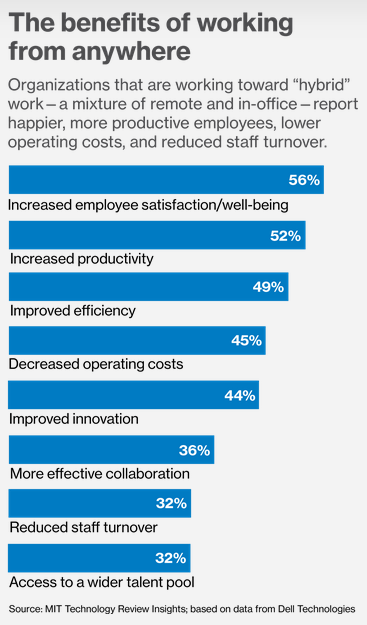 The benefits of working
from anywhere
Organizations that are working toward “hybrid”
work—a mixture of remote and in-office—report
happier, more productive employees, lower
operating costs, and reduced staff turnover.
56%
Increased employee satisfaction/well-being
52%
Increased productivity
49%
Improved efficiency
45%
Decreased operating costs
44%
Improved innovation
36%
More effective collaboration
32%
Reduced staff turnover
32%
Access to a wider talent pool
Source: MIT Technology Review Insights; based on data from Dell Technologies